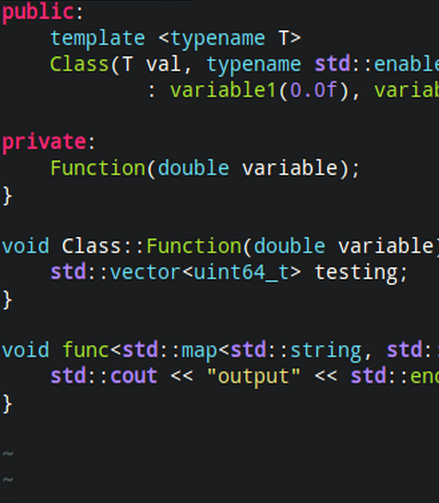 public:
    template <typename T>
    Class(T val, typename std::enable
            : variable1(0.0f), variab
private:
    Function(double variable);
}
void Class::Function(double variable)
    std::vector<uint64_t> testing;
}
void func<std::map<std::string, std::
    std::cout << "output" << std::end
}
~
~